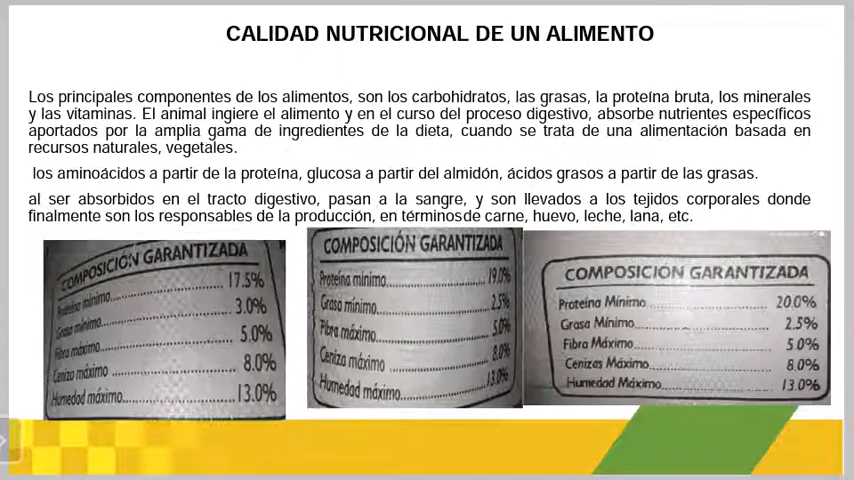 CALIDAD NUTRICIONAL DE UN ALIMENTO
Los principales componentes de los alimentos, son los carbohidratos, las grasas, la proteína bruta, los minerales
y las vitaminas. El animal ingiere el alimento y en el curso del proceso digestivo, absorbe nutrientes específicos
aportados por la amplia gama de ingredientes de la dieta, cuando se trata de una alimentación basada en
recursos naturales, vegetales.
los aminoácidos a partir de la proteína, glucosa a partir del almidón, ácidos grasos a partir de las grasas.
al ser absorbidos en el tracto digestivo, pasan a la sangre, y son llevados a los tejidos corporales donde
finalmente son los responsables de la producción, en términos de carne, huevo, leche, lana, etc.
COMPOSICIÓN GARANTIZADA
Proteína mínimo 17.5%
Grasa mínimo 3.0%
Fibra máximo 5.0%
Ceniza máximo 8.0%
Humedad máximo 13.0%
COMPOSICIÓN GARANTIZADA
Proteína mínimo 19.0%
Grasa mínimo 2.5%
Fibra máximo 5.0%
Ceniza máximo 8.0%
Humedad máximo 13.0%
COMPOSICIÓN GARANTIZADA
Proteína Mínimo 20.0%
Grasa Mínimo 2.5%
Fibra Máximo 5.0%
Cenizas Máximo 8.0%
Humedad Máximo 13.0%